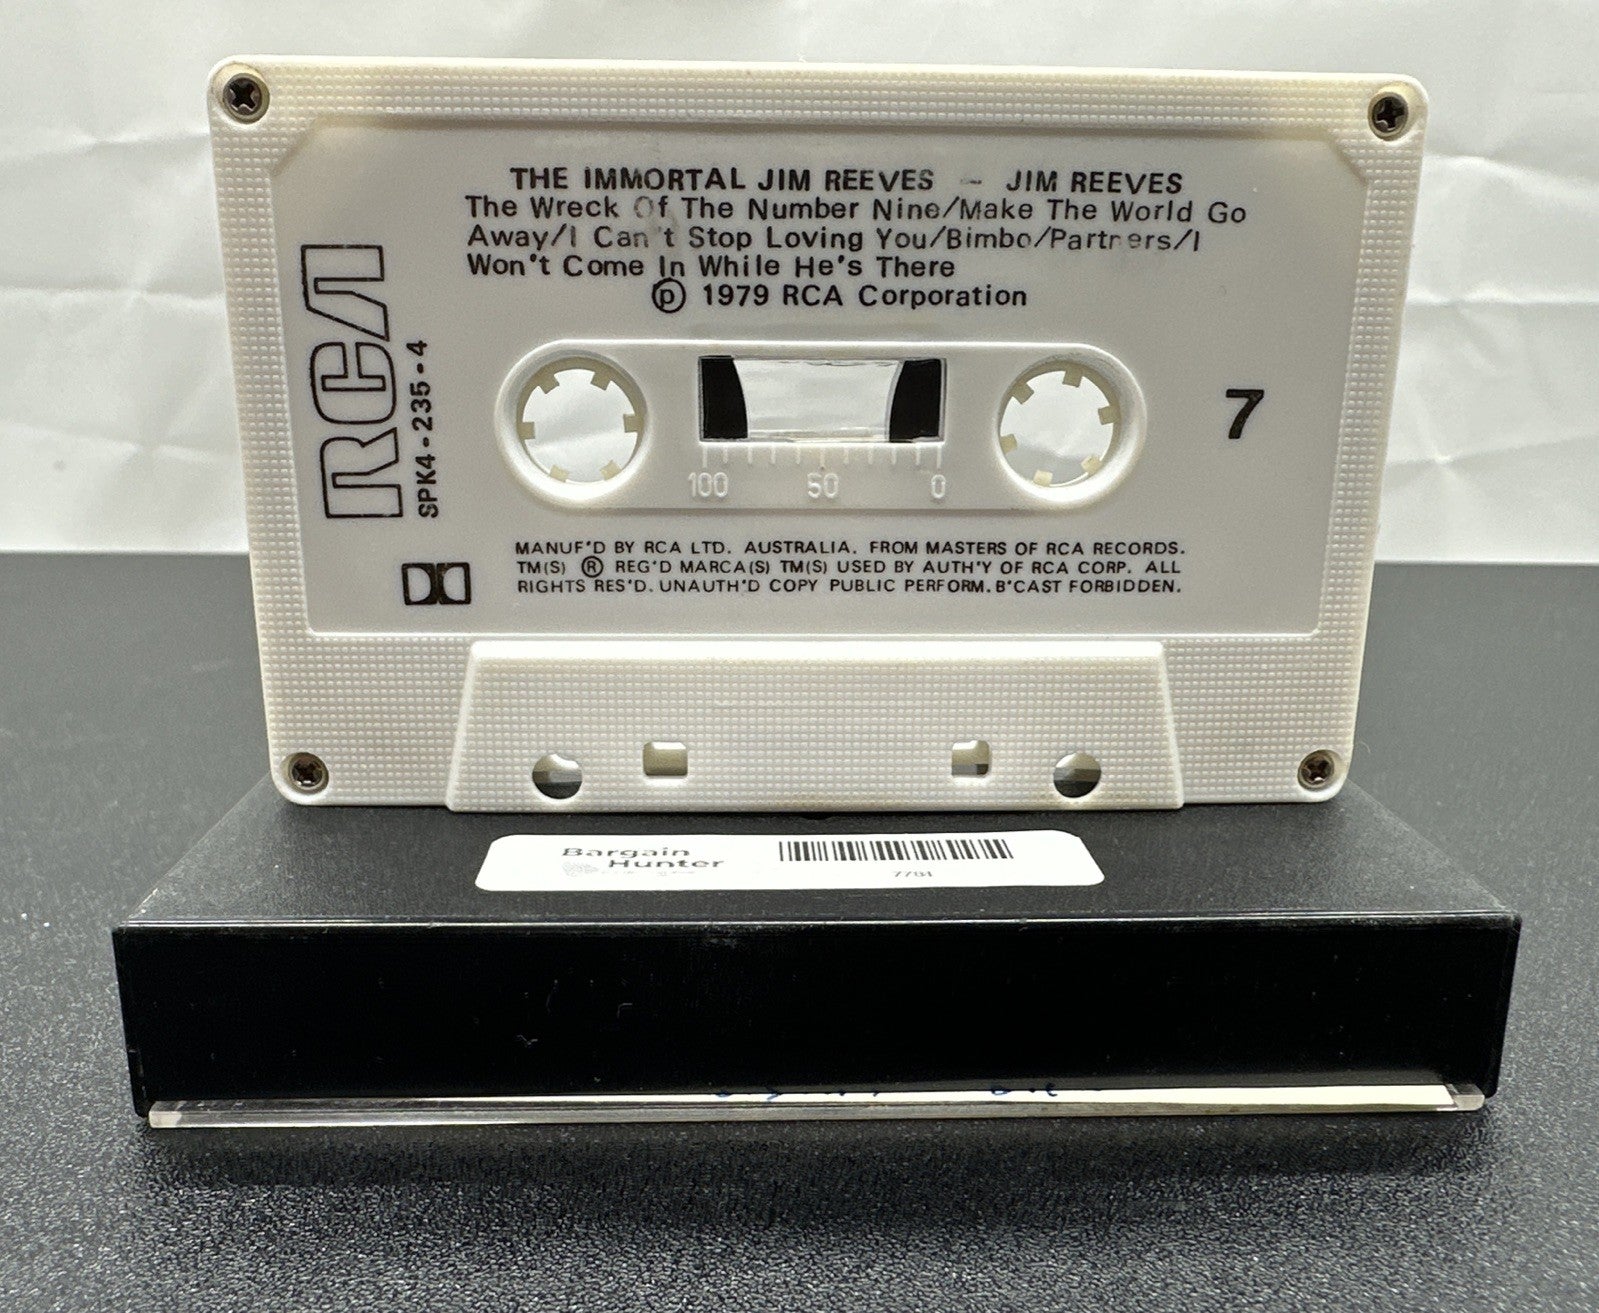 THE IMMORTAL JIM REEVES - JIM REEVES
The Wreck Of The Number Nine/Make The World Go
Away/I Can't Stop Loving You/Bimbo/Partners/I
Won't Come In While He's There
℗ 1979 RCA Corporation
RCA
SPK4-235-4
7
100 50 0
MANUF'D BY RCA LTD. AUSTRALIA. FROM MASTERS OF RCA RECORDS.
TM(S) ® REG'D MARCA(S) TM(S) USED BY AUTH'Y OF RCA CORP. ALL
RIGHTS RES'D. UNAUTH'D COPY PUBLIC PERFORM. B'CAST FORBIDDEN.
Bargain
Hunter